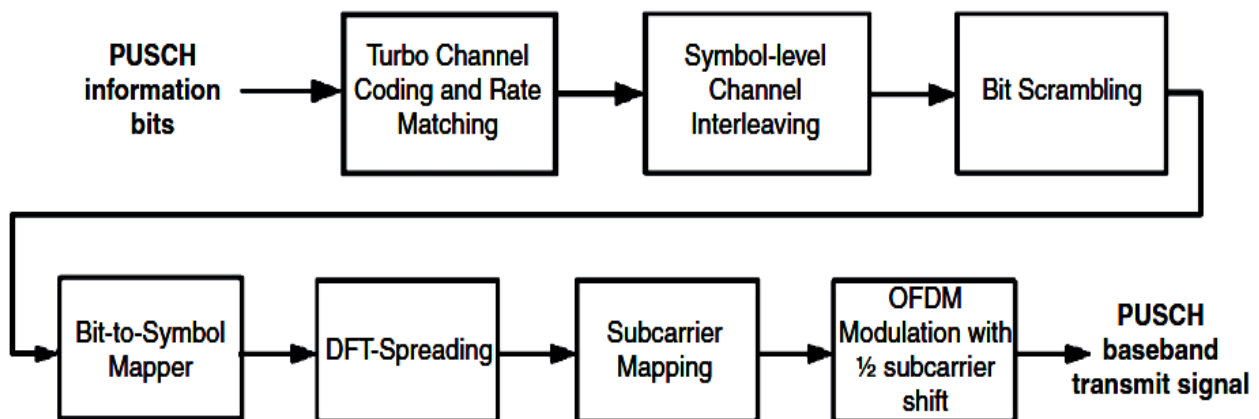 PUSCH
information
bits
Turbo Channel
Coding and Rate
Matching
Symbol-level
Channel
Interleaving
Bit Scrambling
Bit-to-Symbol
Mapper
DFT-Spreading
Subcarrier
Mapping
OFDM
Modulation with
½ subcarrier
shift
PUSCH
baseband
transmit signal